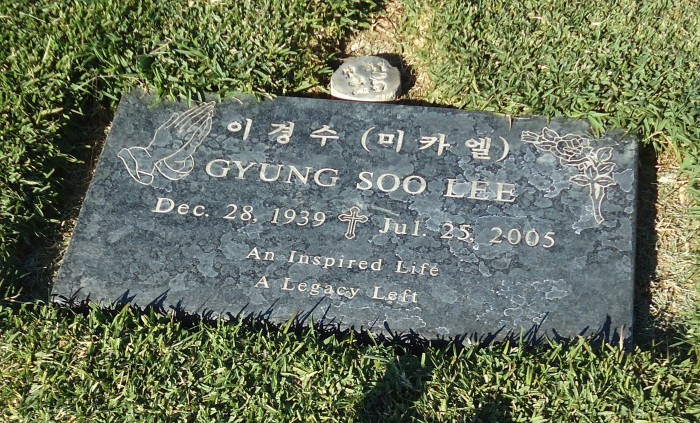 이경수 (미카엘)
GYUNG SOO LEE
Dec. 28, 1939 Jul. 25, 2005
An Inspired Life
A Legacy Left